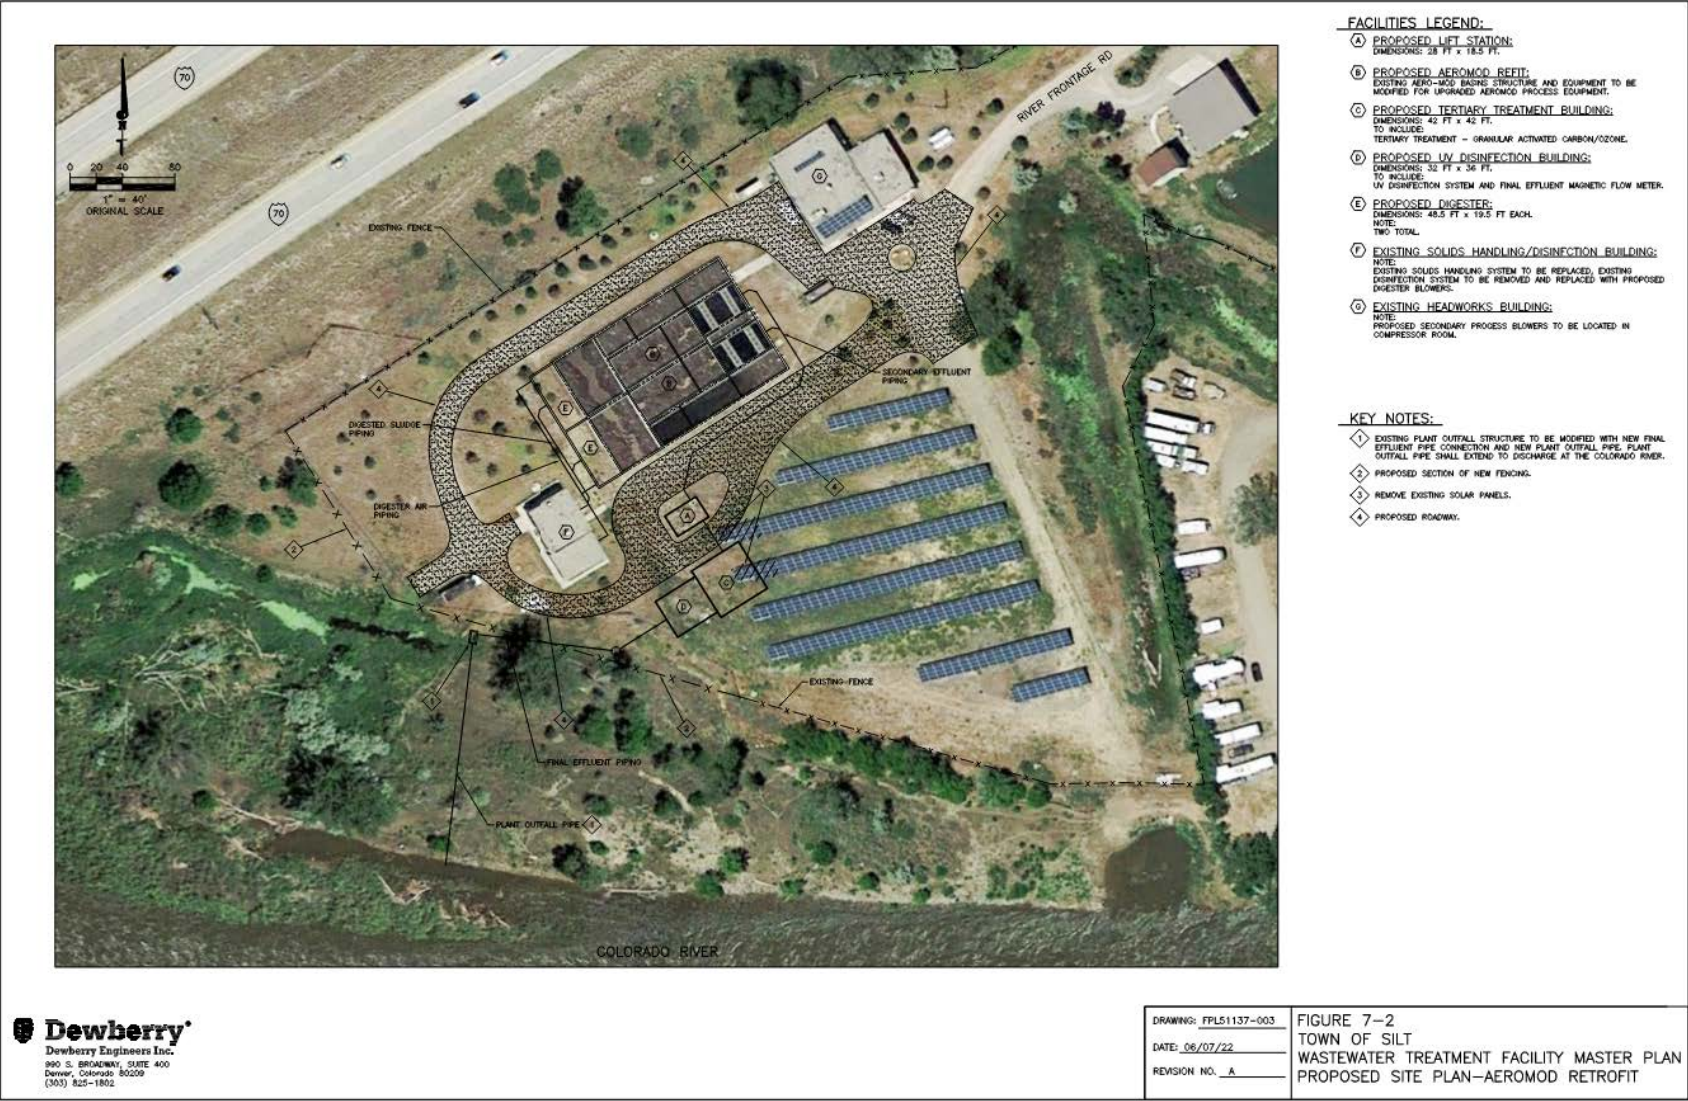 FACILITIES LEGEND:
A PROPOSED LIFT STATION:
DIMENSIONS: 28 FT x 18.5 FT.
B PROPOSED AEROMOD REFIT:
EXISTING AERO-MOD BASINS STRUCTURE AND EQUIPMENT TO BE
MODIFIED FOR UPGRADED AEROMOD PROCESS EQUIPMENT.
C PROPOSED TERTIARY TREATMENT BUILDING:
DIMENSIONS: 42 FT x 42 FT.
TO INCLUDE:
TERTIARY TREATMENT - GRANULAR ACTIVATED CARBON/OZONE.
D PROPOSED UV DISINFECTION BUILDING:
DIMENSIONS: 32 FT x 36 FT.
TO INCLUDE:
UV DISINFECTION SYSTEM AND FINAL EFFLUENT MAGNETIC FLOW METER.
E PROPOSED DIGESTER:
DIMENSIONS: 48.5 FT x 19.5 FT EACH.
NOTE:
TWO TOTAL.
F EXISTING SOLIDS HANDLING/DISINFCTION BUILDING:
NOTE:
EXISTING SOLIDS HANDLING SYSTEM TO BE REPLACED, EXISTING
DISINFECTION SYSTEM TO BE REMOVED AND REPLACED WITH PROPOSED
DIGESTER BLOWERS.
G EXISTING HEADWORKS BUILDING:
NOTE:
PROPOSED SECONDARY PROCESS BLOWERS TO BE LOCATED IN
COMPRESSOR ROOM.
KEY NOTES:
1 EXISTING PLANT OUTFALL STRUCTURE TO BE MODIFIED WITH NEW FINAL
EFFLUENT PIPE CONNECTION AND NEW PLANT OUTFALL PIPE. PLANT
OUTFALL PIPE SHALL EXTEND TO DISCHARGE AT THE COLORADO RIVER.
2 PROPOSED SECTION OF NEW FENCING.
3 REMOVE EXISTING SOLAR PANELS.
4 PROPOSED ROADWAY.
70
70
N
0 20 40 80
1" = 40'
ORIGINAL SCALE
RIVER FRONTAGE RD
EXISTING FENCE
4
G
4
4
B
B
SECONDARY EFFLUENT
PIPING
E
E
DIGESTED SLUDGE
PIPING
DIGESTER AIR
PIPING
3
4
A
F
2
C
D
1
4
2
EXISTING FENCE
FINAL EFFLUENT PIPING
PLANT OUTFALL PIPE 1
COLORADO RIVER
Dewberry
Dewberry Engineers Inc.
990 S. BROADWAY, SUITE 400
Denver, Colorado 80209
(303) 825-1802
DRAWING: FPL51137-003
DATE: 06/07/22
REVISION NO. A
FIGURE 7-2
TOWN OF SILT
WASTEWATER TREATMENT FACILITY MASTER PLAN
PROPOSED SITE PLAN-AEROMOD RETROFIT